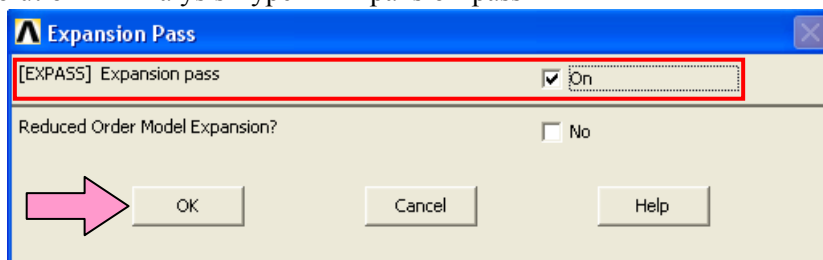 Expansion Pass
[EXPASS] Expansion pass On
Reduced Order Model Expansion? No
OK Cancel Help